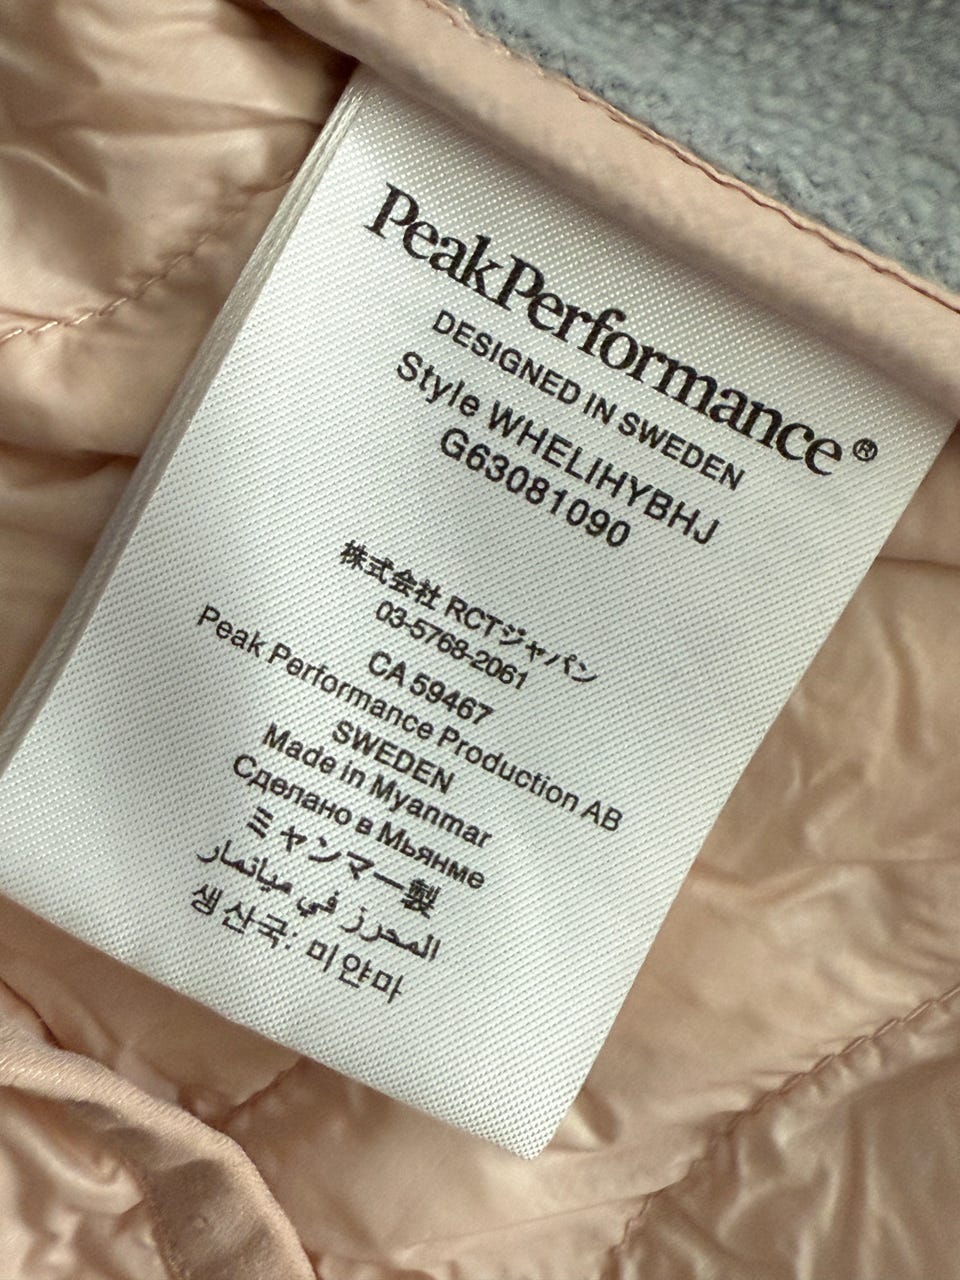 PeakPerformance®
DESIGNED IN SWEDEN
Style WHELIHYBHJ
G63081090
株式会社 RCTジャパン
03-5768-2061
CA 59467
Peak Performance Production AB
SWEDEN
Made in Myanmar
Сделано в Мьянме
ミャンマー製
المحرز في ميانمار
생산국: 미얀마